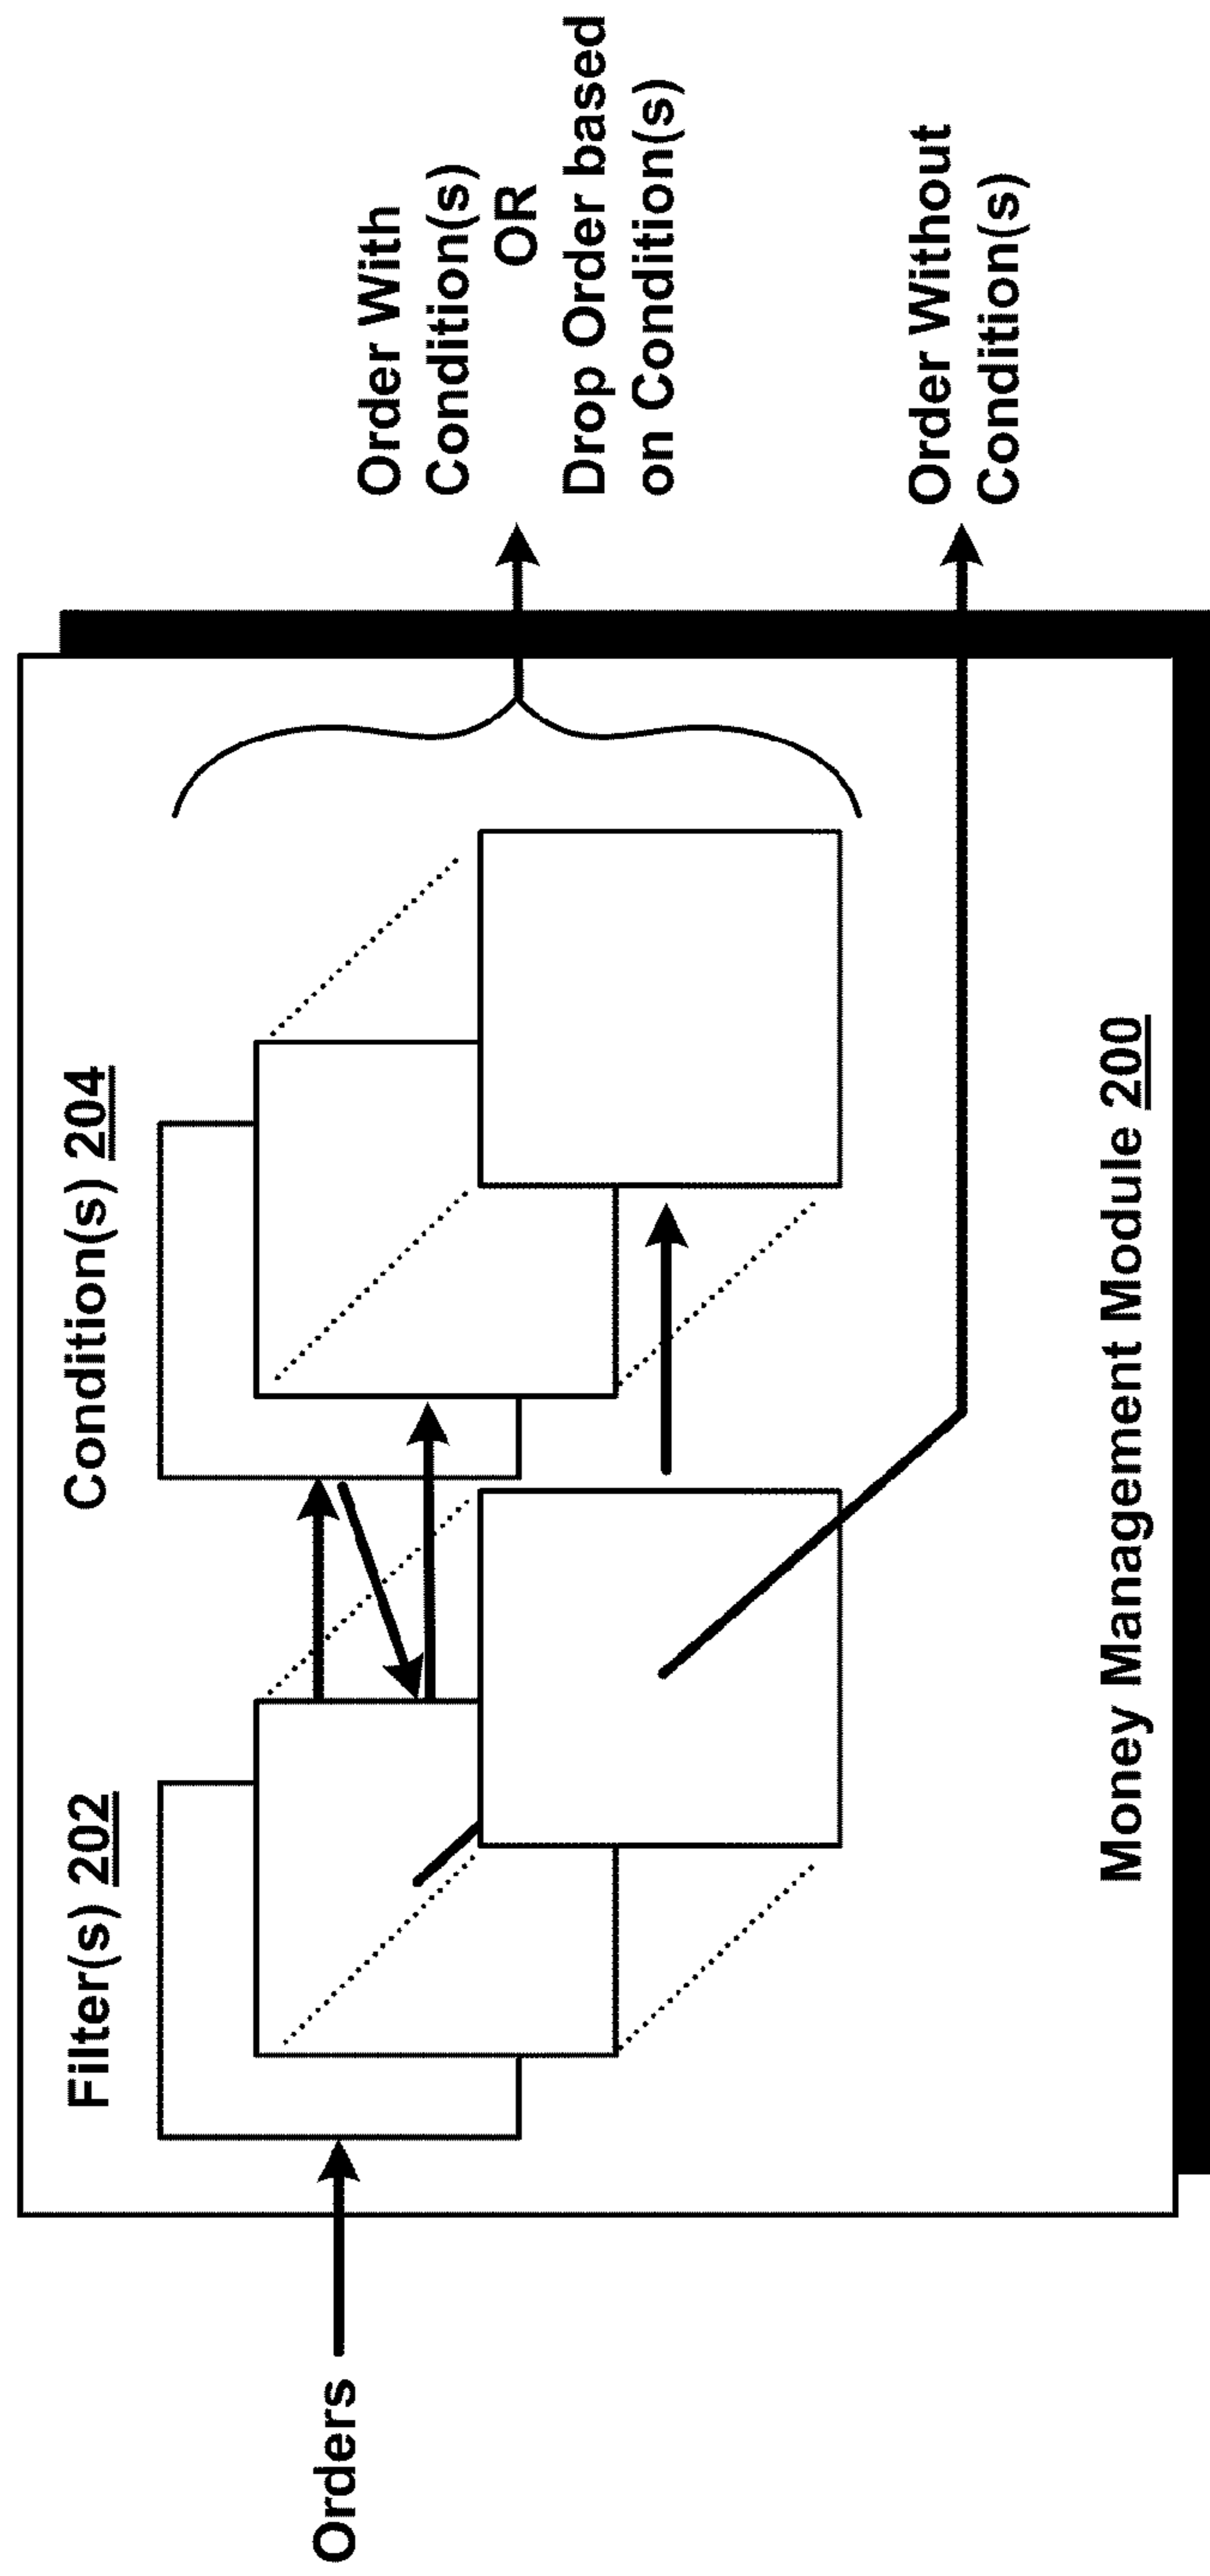 Orders
Filter(s) 202
Condition(s) 204
Order With
Condition(s)
OR
Drop Order based
on Condition(s)
Order Without
Condition(s)
Money Management Module 200